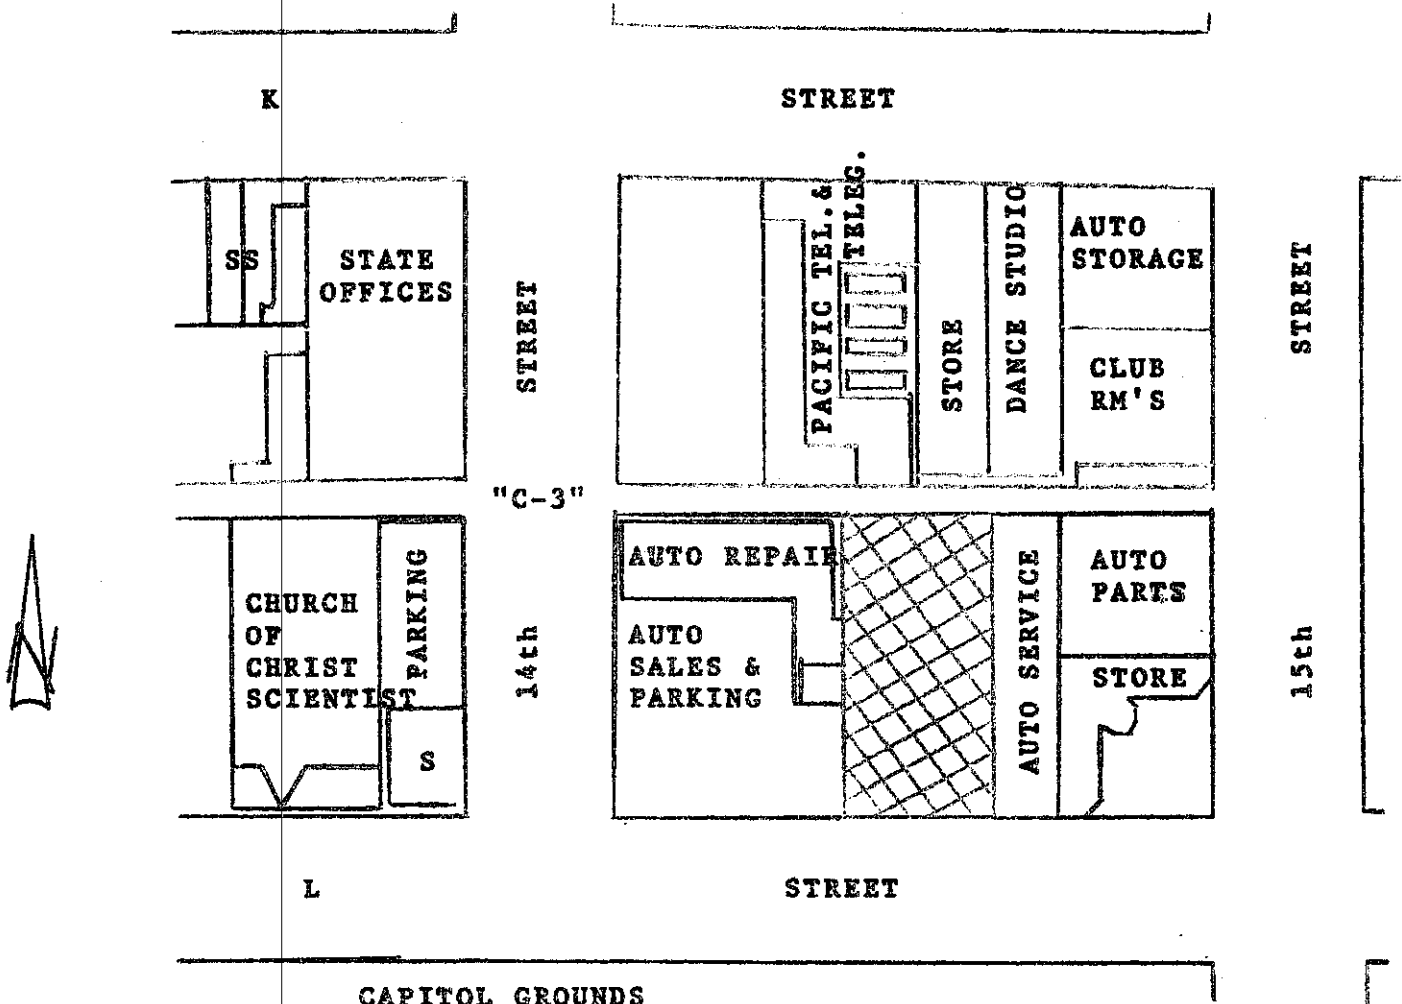 K STREET
SS
STATE
OFFICES
STREET
PACIFIC TEL.&
TELEG.
STORE
DANCE STUDIO
AUTO
STORAGE
CLUB
RM'S
STREET
"C-3"
CHURCH
OF
CHRIST
SCIENTIST
PARKING
S
14th
AUTO REPAIR
AUTO
SALES &
PARKING
AUTO SERVICE
AUTO
PARTS
STORE
15th
N
L STREET
CAPITOL GROUNDS